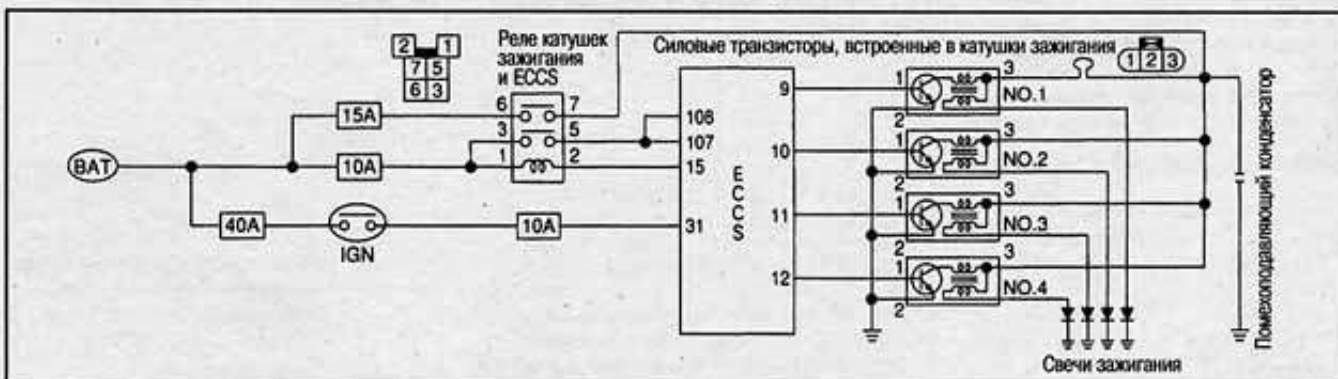 2 1
7 5
6 3
Реле катушек
зажигания
и ECCS
Силовые транзисторы, встроенные в катушки зажигания
1 2 3
BAT
15A
10A
40A
IGN
10A
6 7
3 5
1 2
108
107
15
31
ECCS
9
10
11
12
1 3
2
NO.1
1 3
2
NO.2
1 3
2
NO.3
1 3
2
NO.4
Свечи зажигания
Помехоподавляющий конденсатор